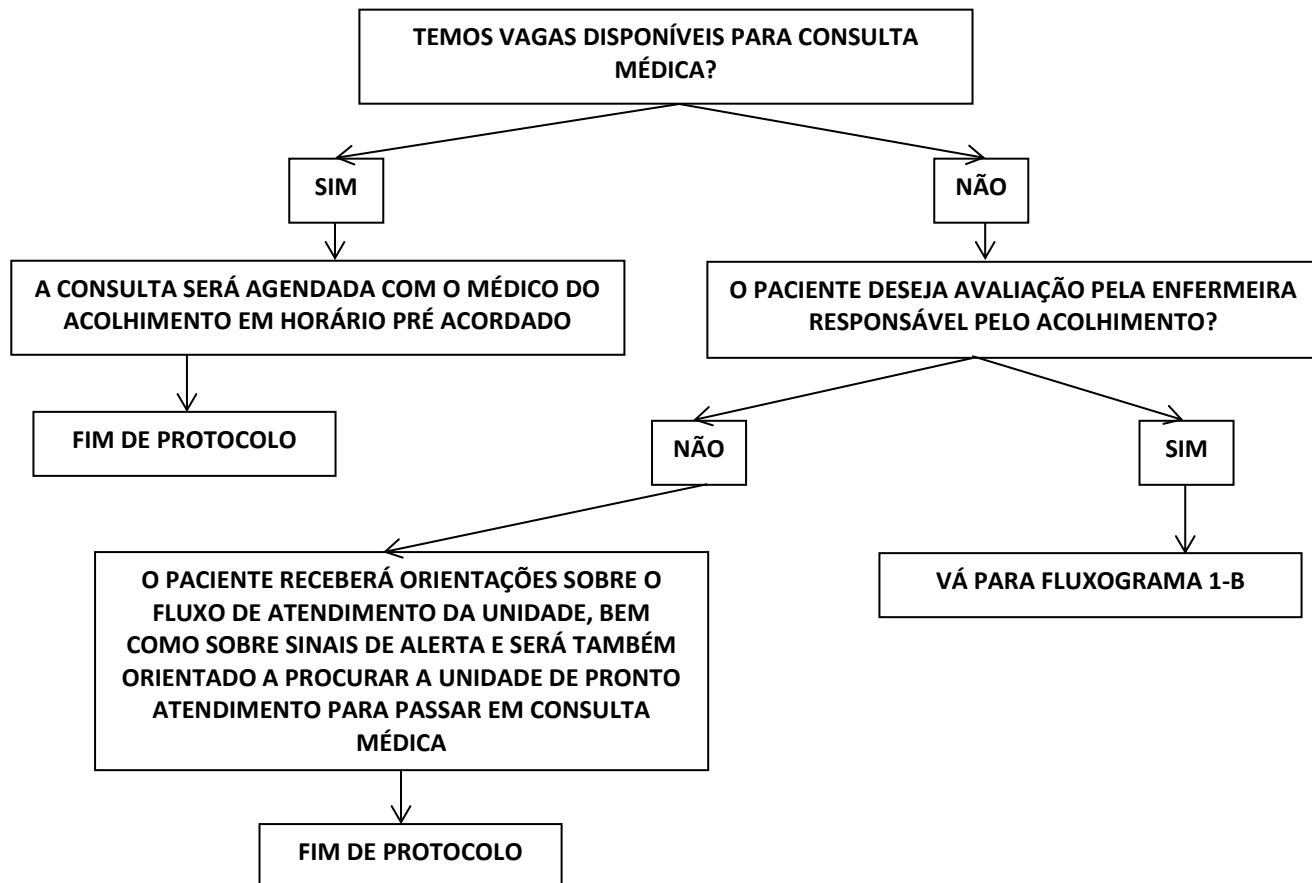 TEMOS VAGAS DISPONÍVEIS PARA CONSULTA
MÉDICA?
SIM
NÃO
A CONSULTA SERÁ AGENDADA COM O MÉDICO DO
ACOLHIMENTO EM HORÁRIO PRÉ ACORDADO
O PACIENTE DESEJA AVALIAÇÃO PELA ENFERMEIRA
RESPONSÁVEL PELO ACOLHIMENTO?
FIM DE PROTOCOLO
NÃO
SIM
O PACIENTE RECEBERÁ ORIENTAÇÕES SOBRE O
FLUXO DE ATENDIMENTO DA UNIDADE, BEM
COMO SOBRE SINAIS DE ALERTA E SERÁ TAMBÉM
ORIENTADO A PROCURAR A UNIDADE DE PRONTO
ATENDIMENTO PARA PASSAR EM CONSULTA
MÉDICA
VÁ PARA FLUXOGRAMA 1-B
FIM DE PROTOCOLO